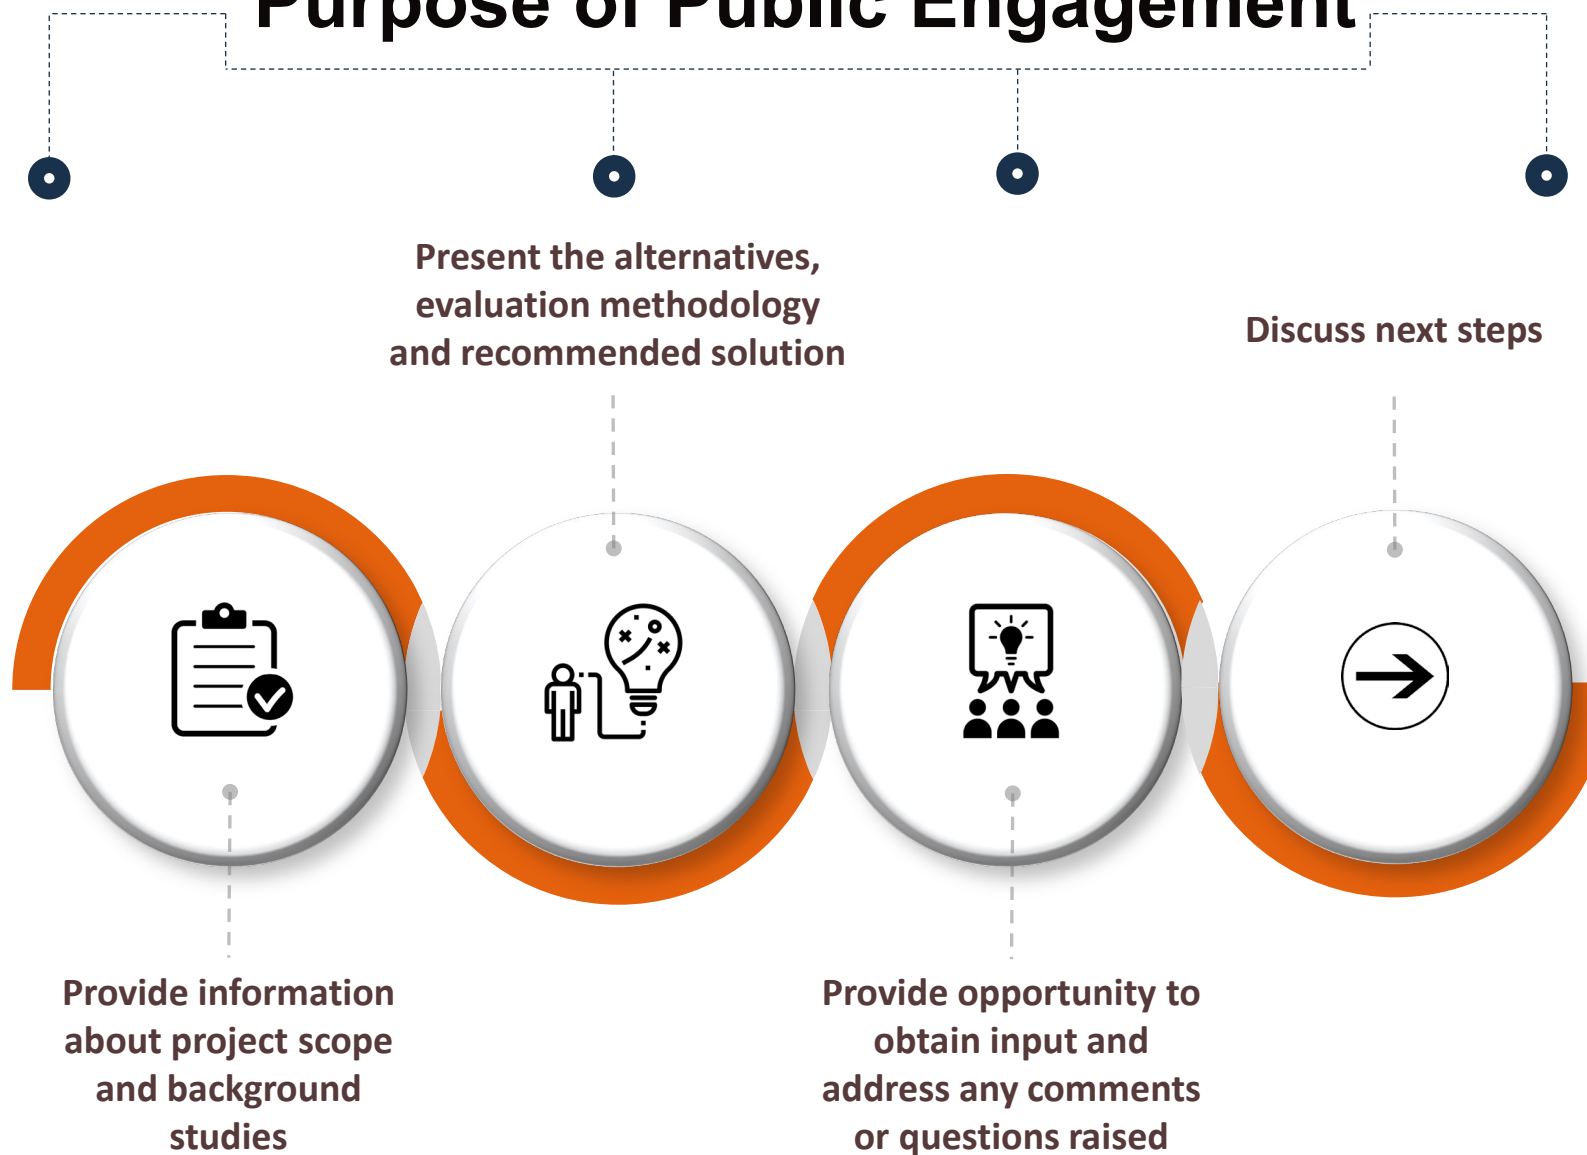 Purpose of Public Engagement
Present the alternatives,
evaluation methodology
and recommended solution
Discuss next steps
Provide information
about project scope
and background
studies
Provide opportunity to
obtain input and
address any comments
or questions raised